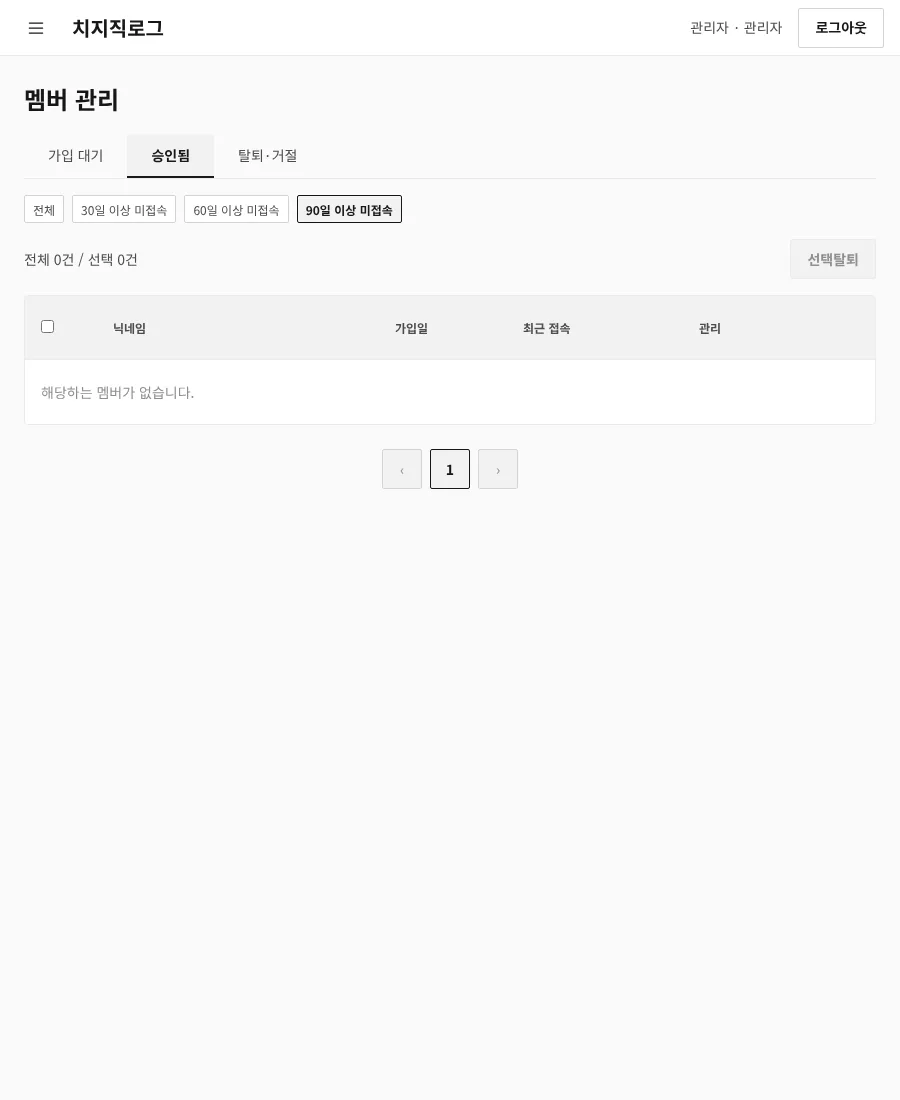 치지직로그
관리자 · 관리자
로그아웃
멤버 관리
가입 대기
승인됨
탈퇴·거절
전체
30일 이상 미접속
60일 이상 미접속
90일 이상 미접속
전체 0건 / 선택 0건
선택탈퇴
닉네임
가입일
최근 접속
관리
해당하는 멤버가 없습니다.
‹
1
›